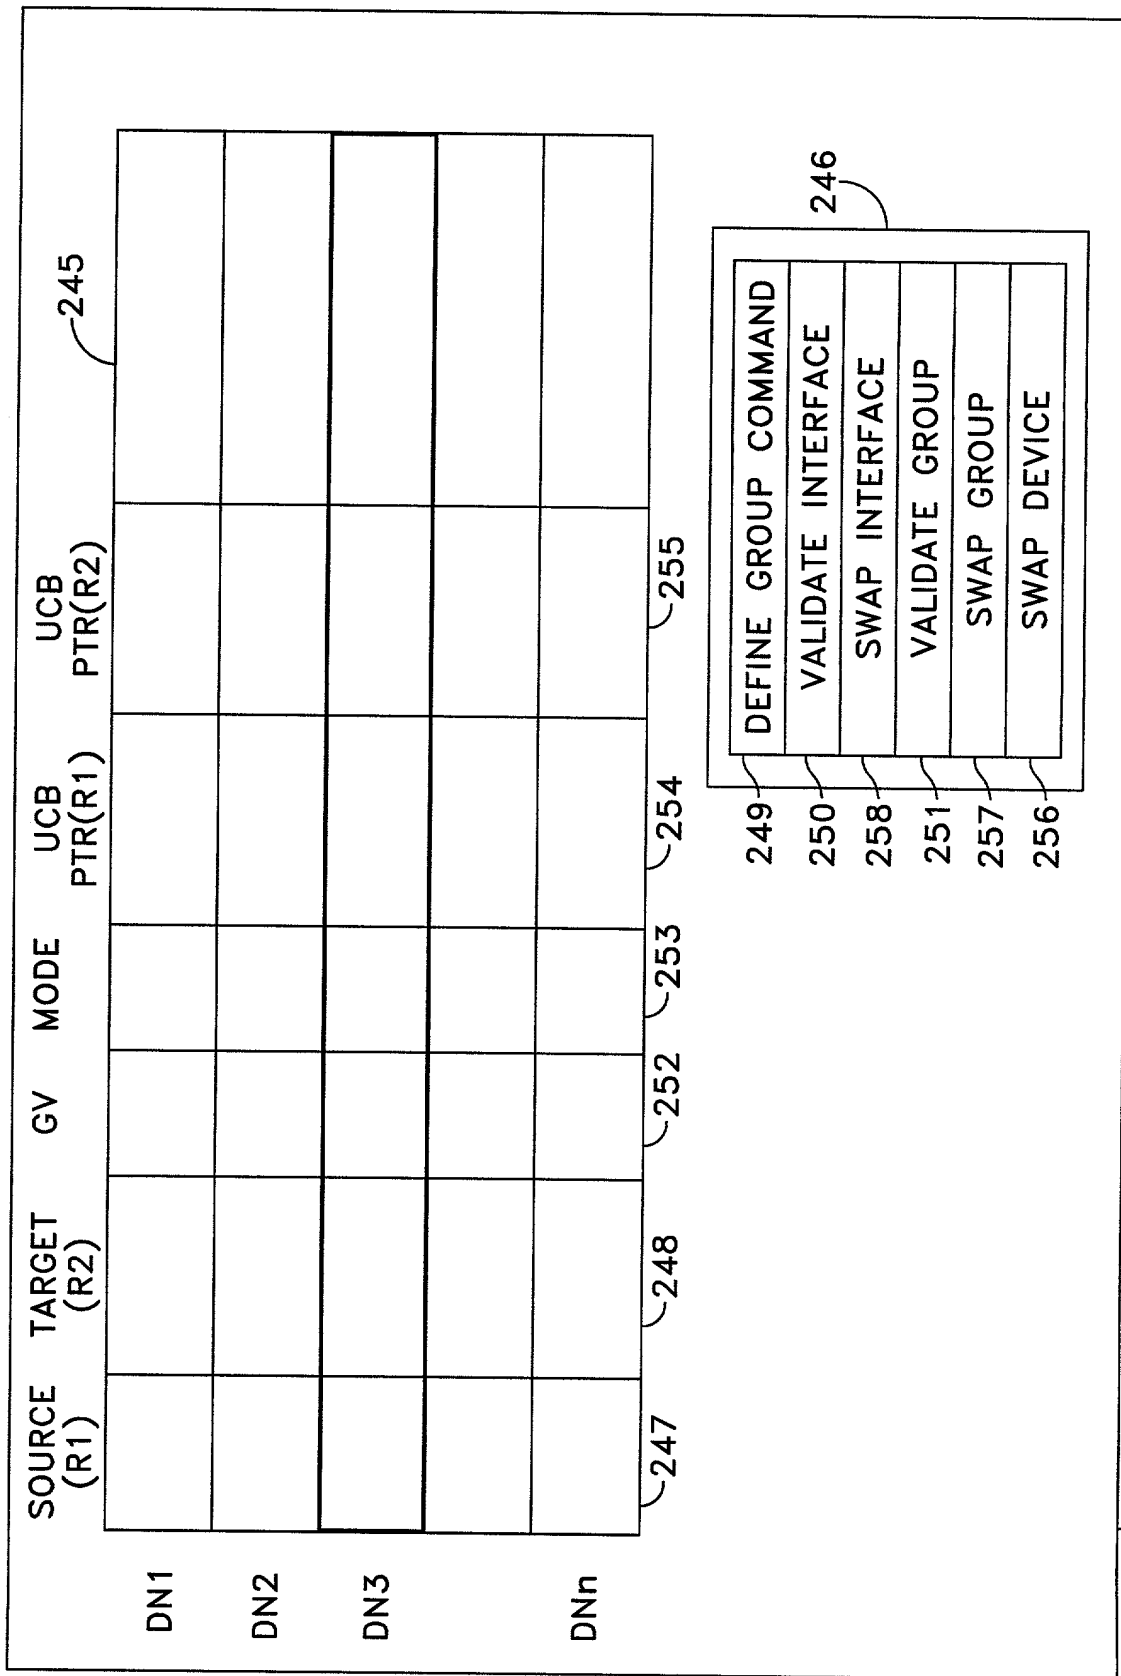 245
SOURCE (R1)
TARGET (R2)
GV
MODE
UCB PTR(R1)
UCB PTR(R2)
DN1
DN2
DN3
DNn
247
248
252
253
254
255
246
249 DEFINE GROUP COMMAND
250 VALIDATE INTERFACE
258 SWAP INTERFACE
251 VALIDATE GROUP
257 SWAP GROUP
256 SWAP DEVICE